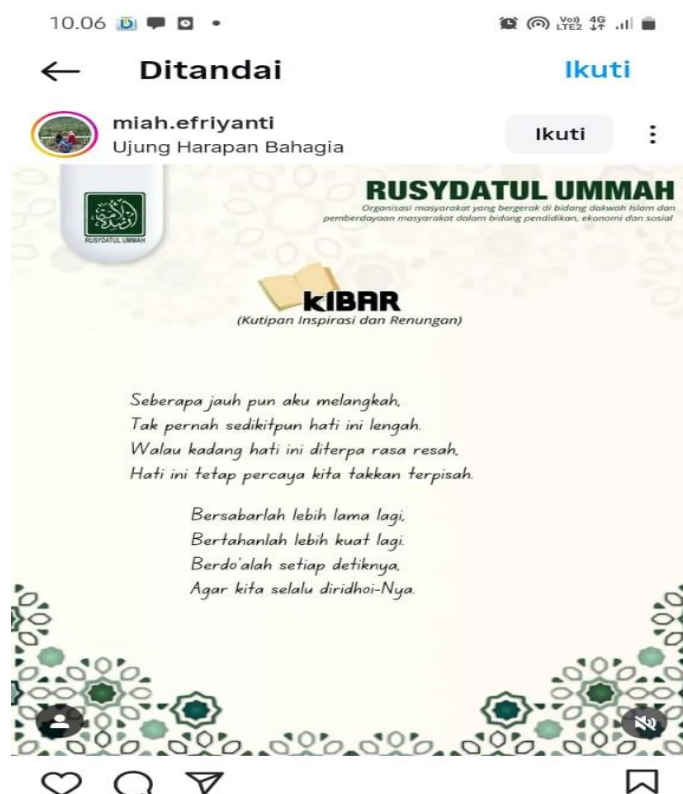 10.06
Voo) 4G
LTE2
Ditandai
Ikuti
miah.efriyanti
Ujung Harapan Bahagia
Ikuti
RUSYDATUL UMMAH
Organisasi masyarakat yang bergerak di bidang dakwah Islam dan
pemberdayaan masyarakat dalam bidang pendidikan, ekonomi dan sosial
RUSYDATUL UMMAH
kIBAR
(Kutipan Inspirasi dan Renungan)
Seberapa jauh pun aku melangkah,
Tak pernah sedikitpun hati ini lengah.
Walau kadang hati ini diterpa rasa resah,
Hati ini tetap percaya kita takkan terpisah.
Bersabarlah lebih lama lagi,
Bertahanlah lebih kuat lagi.
Berdo'alah setiap detiknya,
Agar kita selalu diridhoi-Nya.